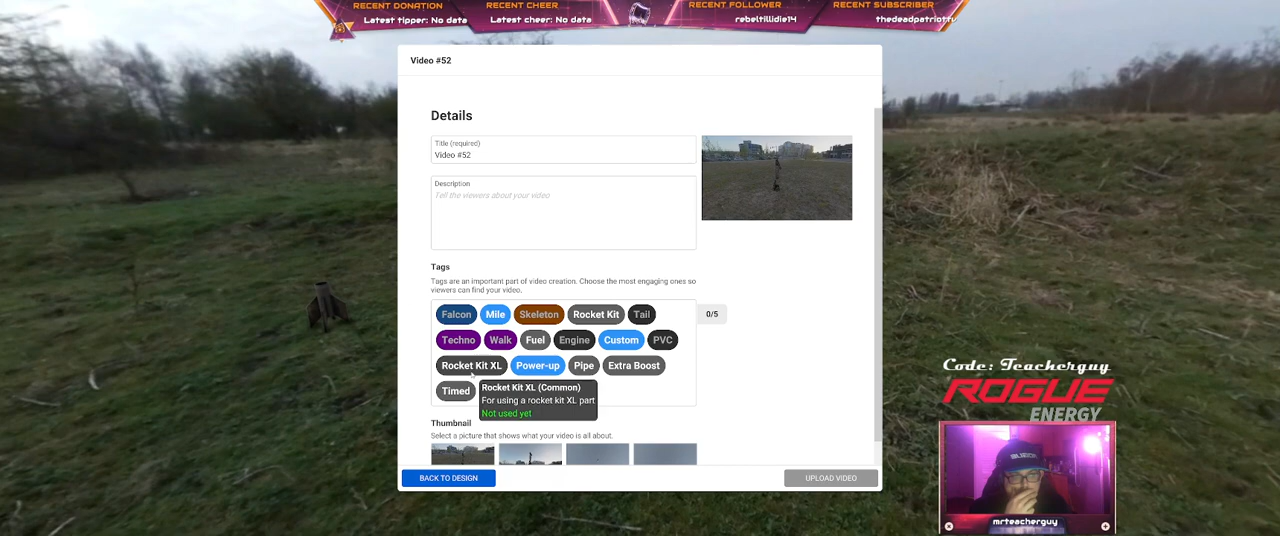 RECENT DONATION
Latest tipper: No data
RECENT CHEER
Latest cheer: No data
RECENT FOLLOWER
rebeltillidie14
RECENT SUBSCRIBER
thedeadpatriottv
Video #52
Details
Title (required)
Video #52
Description
Tell the viewers about your video
Tags
Tags are an important part of video creation. Choose the most engaging ones so
viewers can find your video.
Falcon Mile Skeleton Rocket Kit Tail
0/5
Techno Walk Fuel Engine Custom PVC
Rocket Kit XL Power-up Pipe Extra Boost
Timed
Rocket Kit XL (Common)
For using a rocket kit XL part
Not used yet
Thumbnail
Select a picture that shows what your video is all about.
BACK TO DESIGN
UPLOAD VIDEO
Code: Teacherguy
ROGUE
ENERGY
mrteacherguy